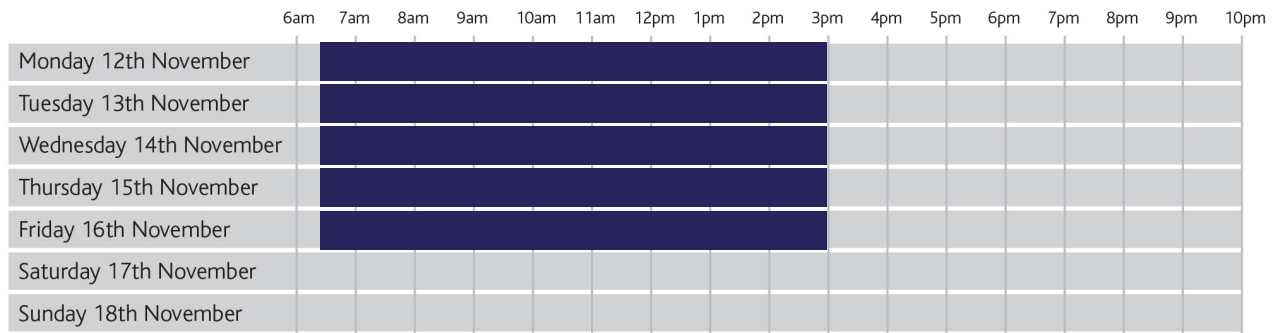 6am 7am 8am 9am 10am 11am 12pm 1pm 2pm 3pm 4pm 5pm 6pm 7pm 8pm 9pm 10pm
Monday 12th November
Tuesday 13th November
Wednesday 14th November
Thursday 15th November
Friday 16th November
Saturday 17th November
Sunday 18th November